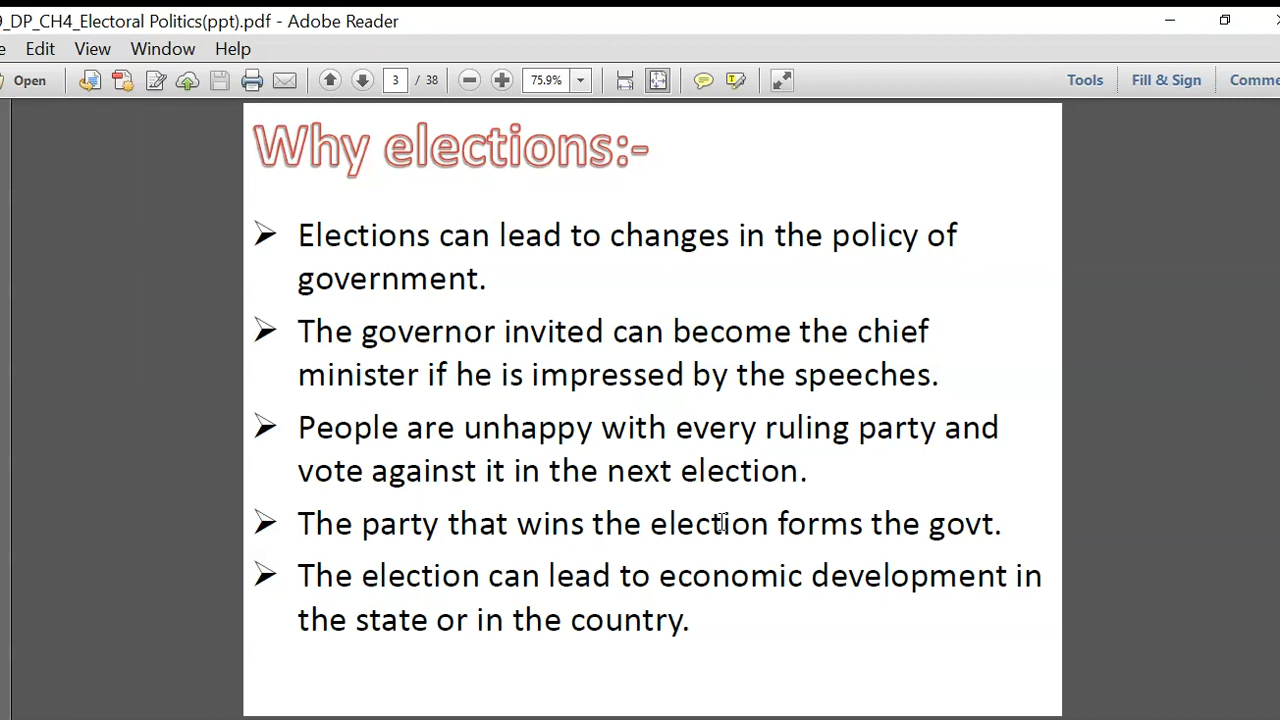 9_DP_CH4_Electoral Politics(ppt).pdf - Adobe Reader
e Edit View Window Help
Open 3 / 38 75.9% Tools Fill & Sign Comme
Why elections:-
➢ Elections can lead to changes in the policy of
government.
➢ The governor invited can become the chief
minister if he is impressed by the speeches.
➢ People are unhappy with every ruling party and
vote against it in the next election.
➢ The party that wins the election forms the govt.
➢ The election can lead to economic development in
the state or in the country.